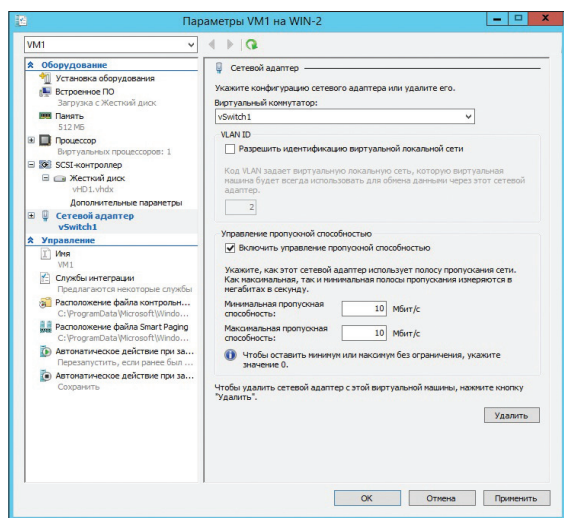 Параметры VM1 на WIN-2
VM1
Оборудование
Установка оборудования
Встроенное ПО
Загрузка с Жесткий диск
Память
512 МБ
Процессор
Виртуальных процессоров: 1
SCSI-контроллер
Жесткий диск
vHD1.vhdx
Дополнительные параметры
Сетевой адаптер
vSwitch1
Управление
Имя
VM1
Службы интеграции
Предлагаются некоторые службы
Расположение файла контрольн...
C:\ProgramData\Microsoft\Windo...
Расположение файла Smart Paging
C:\ProgramData\Microsoft\Windo...
Автоматическое действие при за...
Перезапустить, если ранее был ...
Автоматическое действие при за...
Сохранить
Сетевой адаптер
Укажите конфигурацию сетевого адаптера или удалите его.
Виртуальный коммутатор:
vSwitch1
VLAN ID
Разрешить идентификацию виртуальной локальной сети
Код VLAN задает виртуальную локальную сеть, которую виртуальная
машина будет всегда использовать для обмена данными через этот сетевой
адаптер.
2
Управление пропускной способностью
Включить управление пропускной способностью
Укажите, как этот сетевой адаптер использует полосу пропускания сети.
Как максимальная, так и минимальная полосы пропускания измеряются в
мегабитах в секунду.
Минимальная пропускная
способность:
10 Мбит/с
Максимальная пропускная
способность:
10 Мбит/с
Чтобы оставить минимум или максимум без ограничения, укажите
значение 0.
Чтобы удалить сетевой адаптер с этой виртуальной машины, нажмите кнопку
"Удалить".
Удалить
ОК
Отмена
Применить